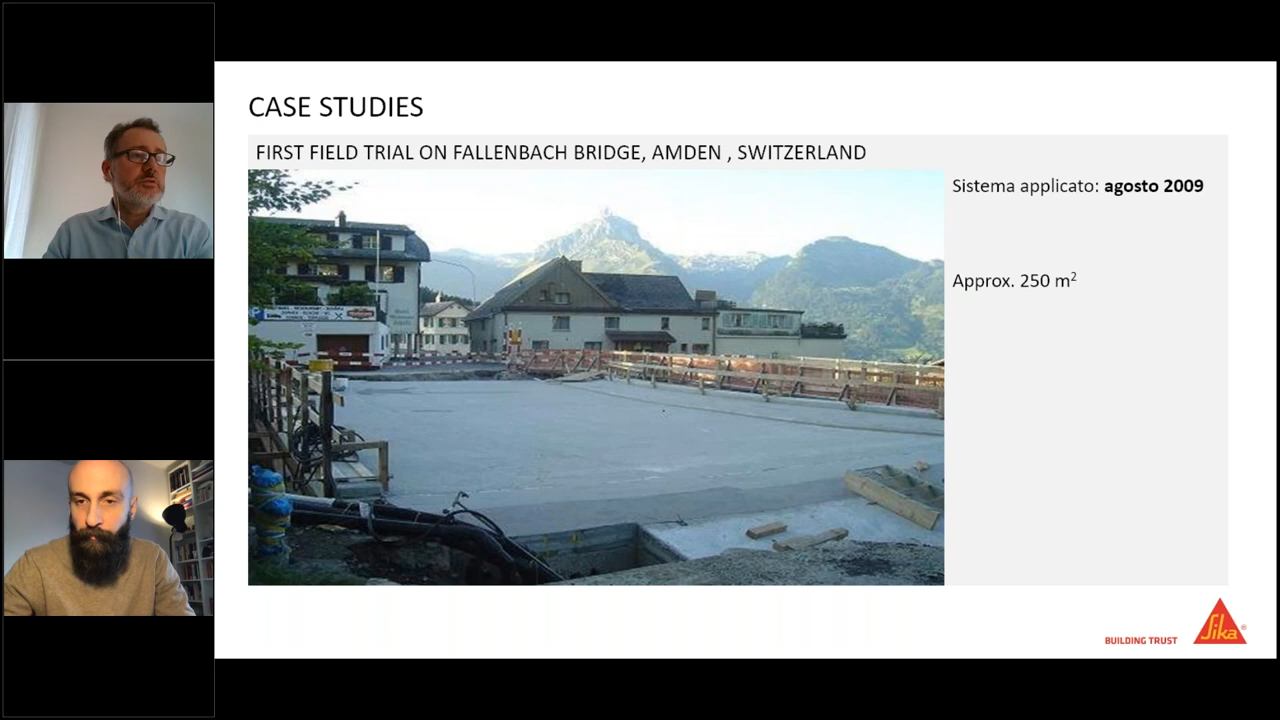 CASE STUDIES
FIRST FIELD TRIAL ON FALLENBACH BRIDGE, AMDEN , SWITZERLAND
Sistema applicato: agosto 2009
Approx. 250 m²
BUILDING TRUST
Sika®